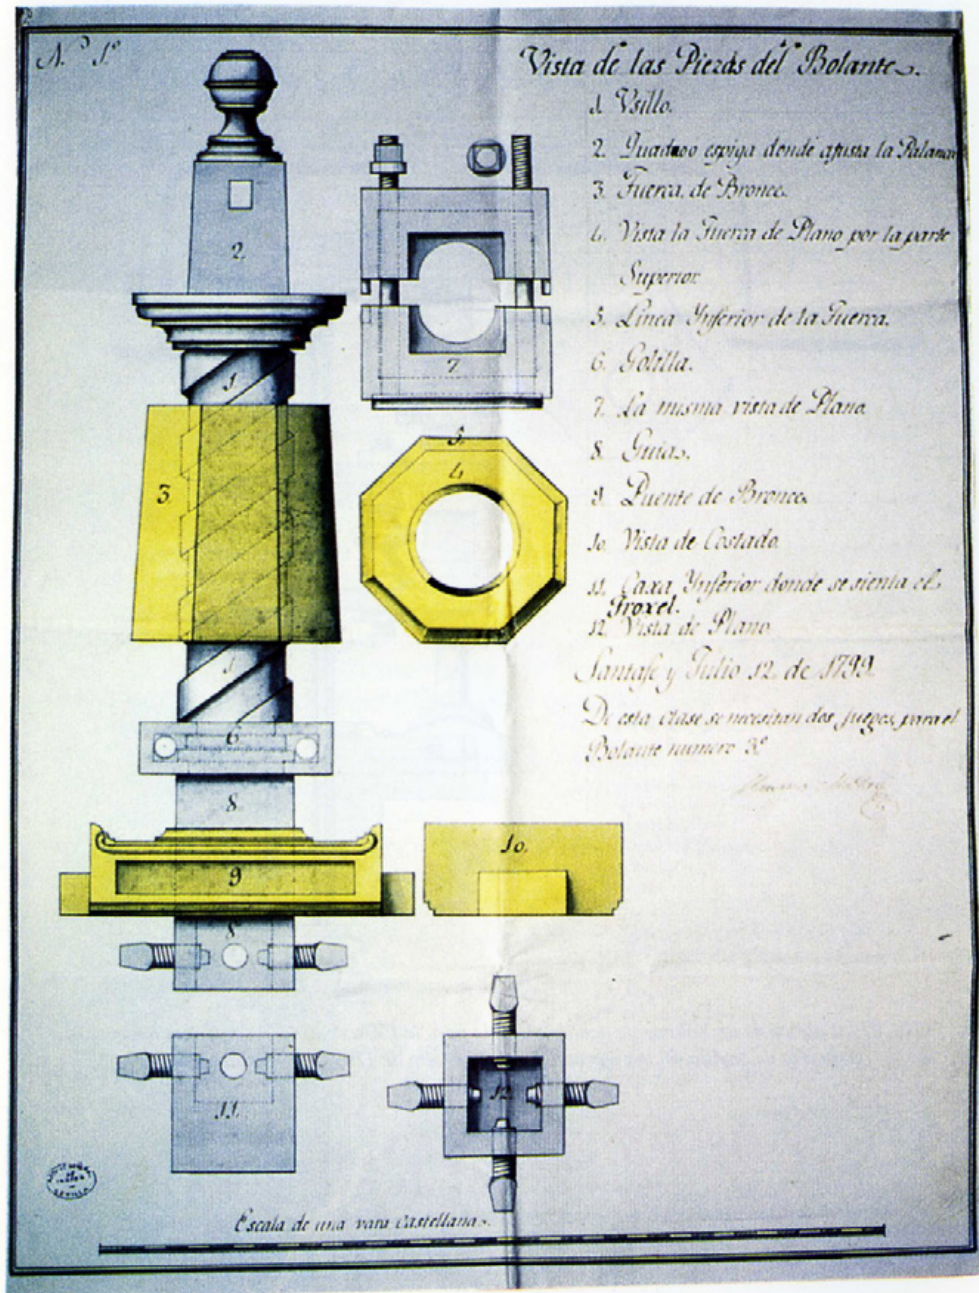 N.º 1.º
Vista de las Piezas del Bolante.
1. Vsillo.
2. Quadrao espiga donde ajusta la Palanca
3. Tuerca de Bronce.
4. Vista la Tuerca de Plano por la parte
Superior.
5. Linea Ynferior de la Tuerca.
6. Golilla.
7. La misma vista de Plano.
8. Guias.
9. Puente de Bronce.
10. Vista de Costado.
11. Caxa Ynferior donde se sienta el
Troxel.
12. Vista de Plano.
Santafe y Julio 12 de 1799.
De esta clase se necesitan dos juegos, para el
Bolante numero 3.º
2
1
3
1
6
8
9
8
11
7
5
4
10
12
SEVILLA
Escala de una vara Castellana.